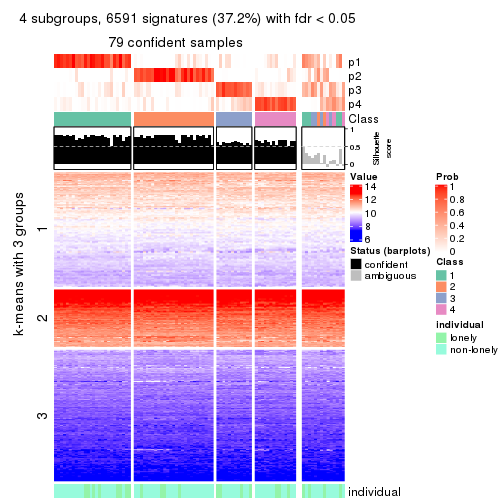 4 subgroups, 6591 signatures (37.2%) with fdr < 0.05
79 confident samples
p1
p2
p3
p4
Class
1
0.5
0
Silhouette
score
k-means with 3 groups
1
2
3
individual
Value
14
12
10
8
6
Status (barplots)
confident
ambiguous
Prob
1
0.8
0.6
0.4
0.2
0
Class
1
2
3
4
individual
lonely
non-lonely